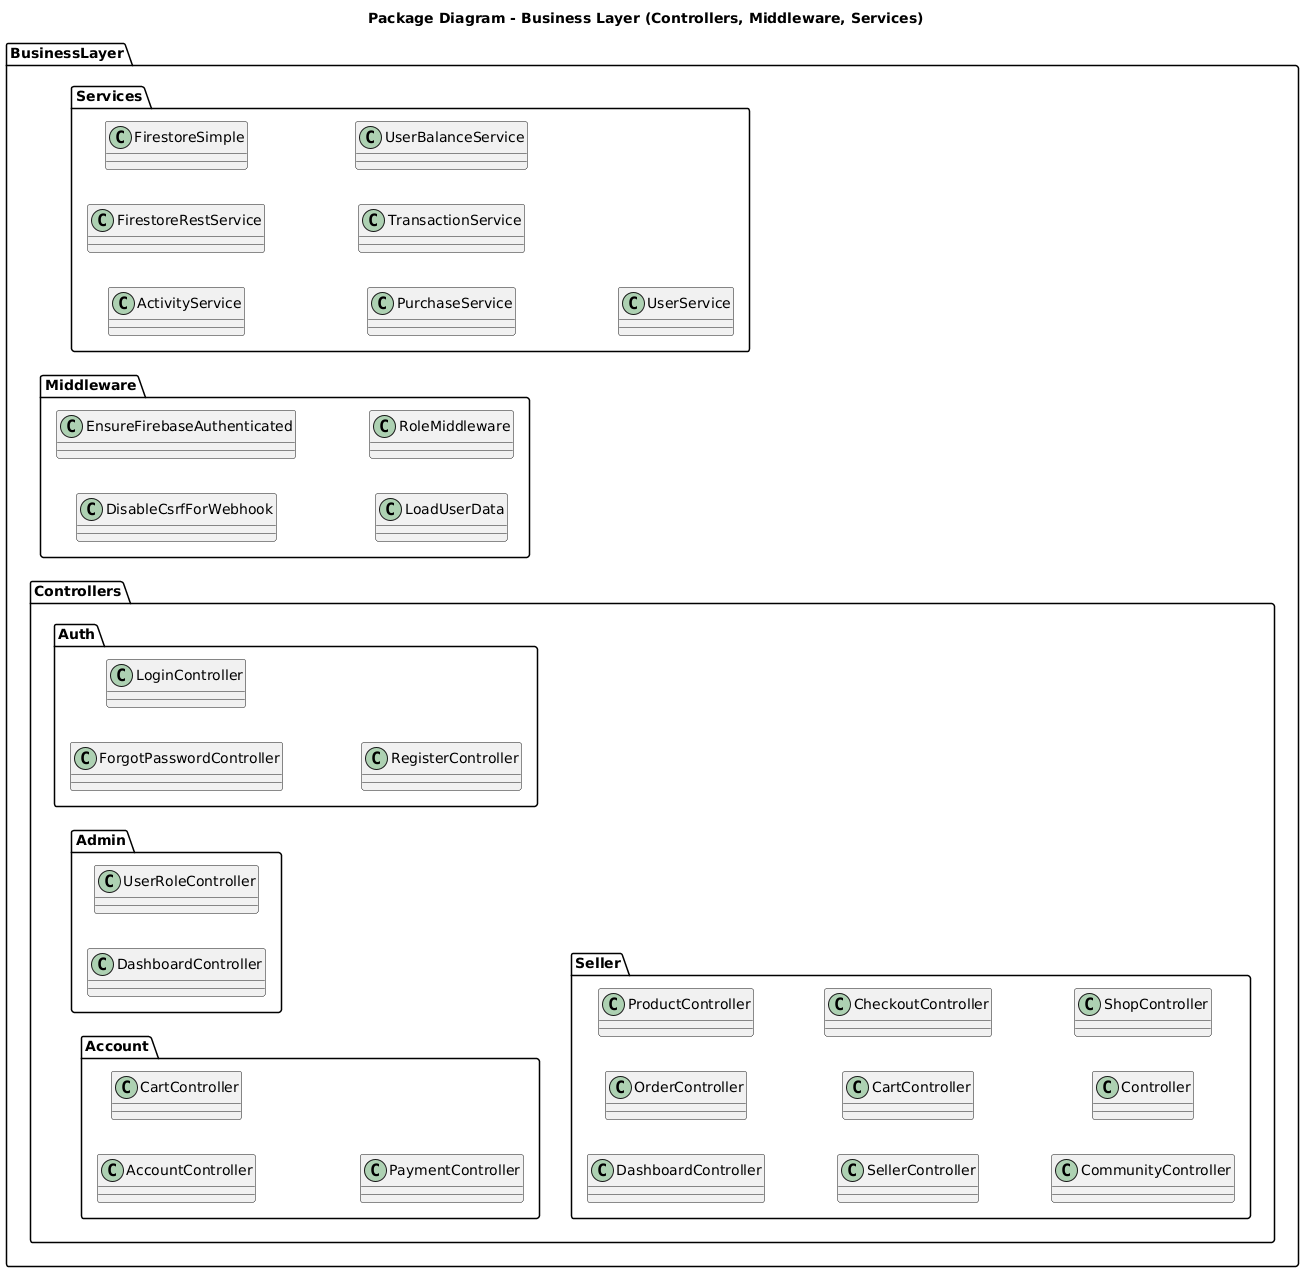 Package Diagram - Business Layer (Controllers, Middleware, Services)
BusinessLayer
Services
C FirestoreSimple
C UserBalanceService
C FirestoreRestService
C TransactionService
C ActivityService
C PurchaseService
C UserService
Middleware
C EnsureFirebaseAuthenticated
C RoleMiddleware
C DisableCsrfForWebhook
C LoadUserData
Controllers
Auth
C LoginController
C ForgotPasswordController
C RegisterController
Admin
C UserRoleController
C DashboardController
Account
C CartController
C AccountController
C PaymentController
Seller
C ProductController
C CheckoutController
C ShopController
C OrderController
C CartController
C Controller
C DashboardController
C SellerController
C CommunityController